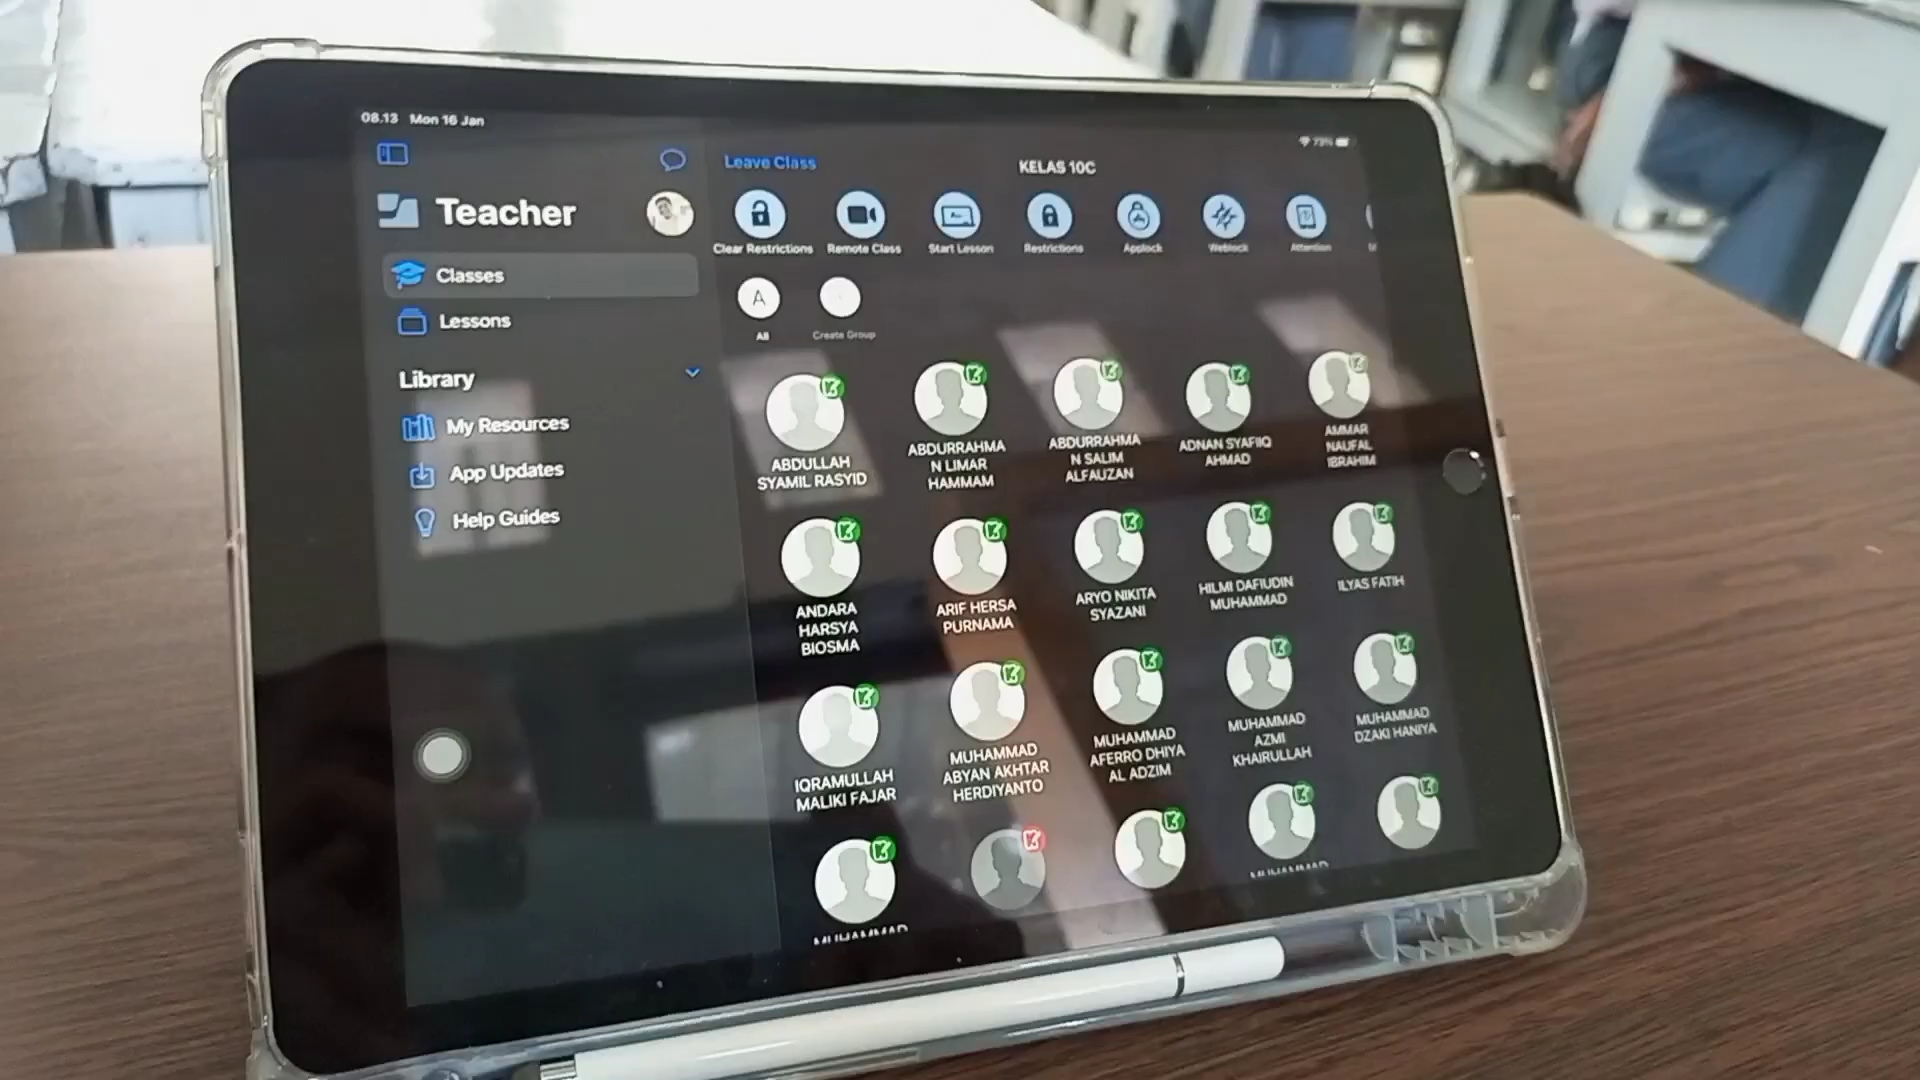 08.13 Mon 16 Jan
73%
Teacher
Classes
Lessons
Library
My Resources
App Updates
Help Guides
Leave Class
KELAS 10C
Clear Restrictions
Remote Class
Start Lesson
Restrictions
Applock
Weblock
Attention
A
All
Create Group
ABDULLAH
SYAMIL RASYID
ABDURRAHMA
N LIMAR
HAMMAM
ABDURRAHMA
N SALIM
ALFAUZAN
ADNAN SYAFIIQ
AHMAD
AMMAR
NAUFAL
IBRAHIM
ANDARA
HARSYA
BIOSMA
ARIF HERSA
PURNAMA
ARYO NIKITA
SYAZANI
HILMI DAFIUDIN
MUHAMMAD
ILYAS FATIH
IQRAMULLAH
MALIKI FAJAR
MUHAMMAD
ABYAN AKHTAR
HERDIYANTO
MUHAMMAD
AFERRO DHIYA
AL ADZIM
MUHAMMAD
AZMI
KHAIRULLAH
MUHAMMAD
DZAKI HANIYA
MUHAMMAD
MUHAMMAD